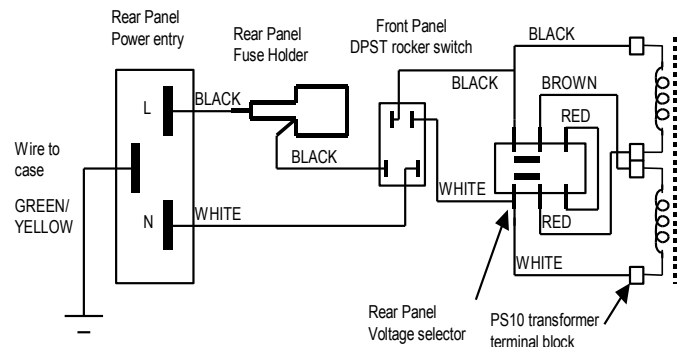 Rear Panel
Power entry
Rear Panel
Fuse Holder
Front Panel
DPST rocker switch
BLACK
BLACK
BROWN
RED
L
BLACK
BLACK
Wire to
case
GREEN/
YELLOW
N
WHITE
WHITE
RED
WHITE
Rear Panel
Voltage selector
PS10 transformer
terminal block